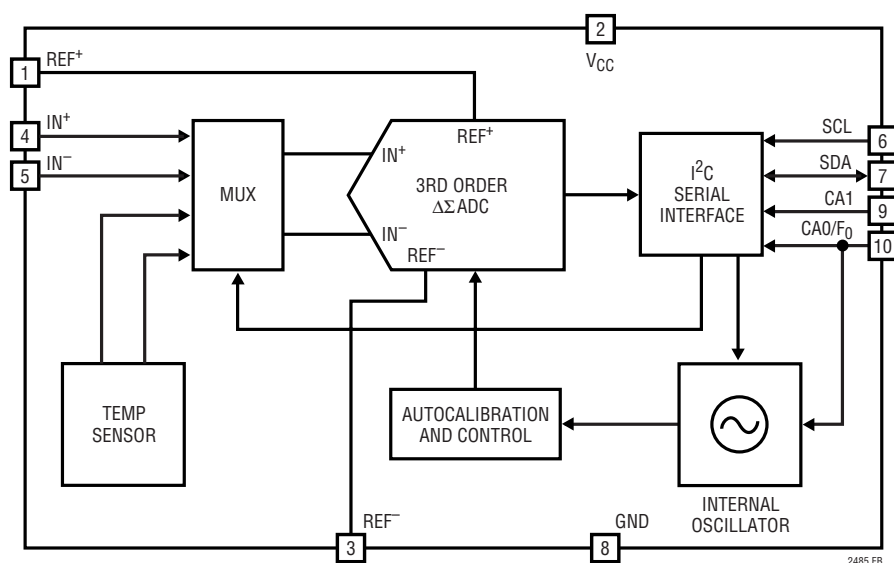 2
VCC
1
REF+
4
IN+
5
IN−
MUX
REF+
IN+
3RD ORDER
ΔΣ ADC
IN−
REF−
I2C
SERIAL
INTERFACE
SCL
6
SDA
7
CA1
9
CA0/F0
10
TEMP
SENSOR
AUTOCALIBRATION
AND CONTROL
INTERNAL
OSCILLATOR
REF−
3
GND
8
2485 FB